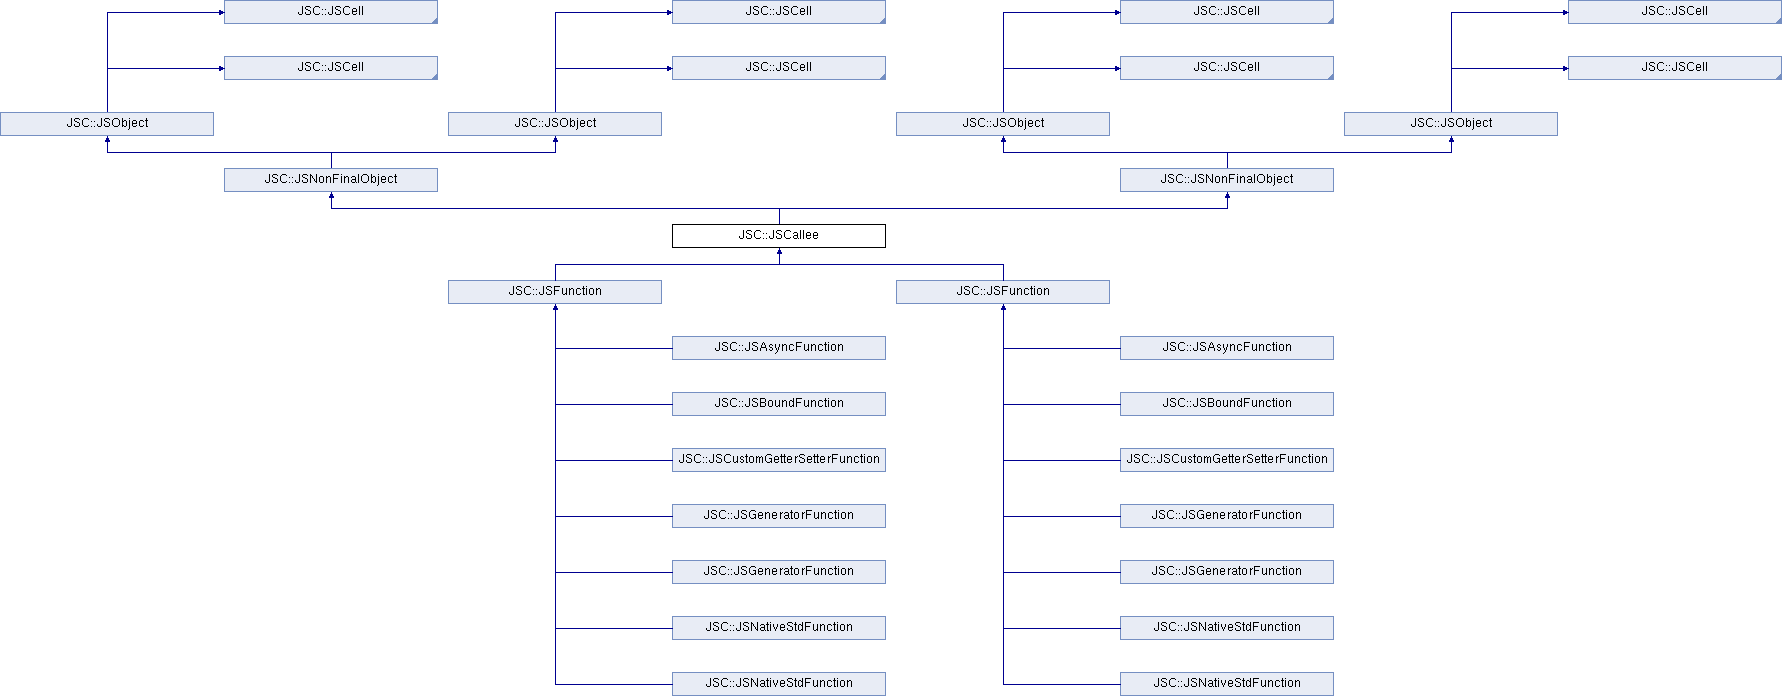 JSC::JSCell
JSC::JSCell
JSC::JSCell
JSC::JSCell
JSC::JSCell
JSC::JSCell
JSC::JSCell
JSC::JSCell
JSC::JSObject
JSC::JSObject
JSC::JSObject
JSC::JSObject
JSC::JSNonFinalObject
JSC::JSNonFinalObject
JSC::JSCallee
JSC::JSFunction
JSC::JSFunction
JSC::JSAsyncFunction
JSC::JSAsyncFunction
JSC::JSBoundFunction
JSC::JSBoundFunction
JSC::JSCustomGetterSetterFunction
JSC::JSCustomGetterSetterFunction
JSC::JSGeneratorFunction
JSC::JSGeneratorFunction
JSC::JSGeneratorFunction
JSC::JSGeneratorFunction
JSC::JSNativeStdFunction
JSC::JSNativeStdFunction
JSC::JSNativeStdFunction
JSC::JSNativeStdFunction